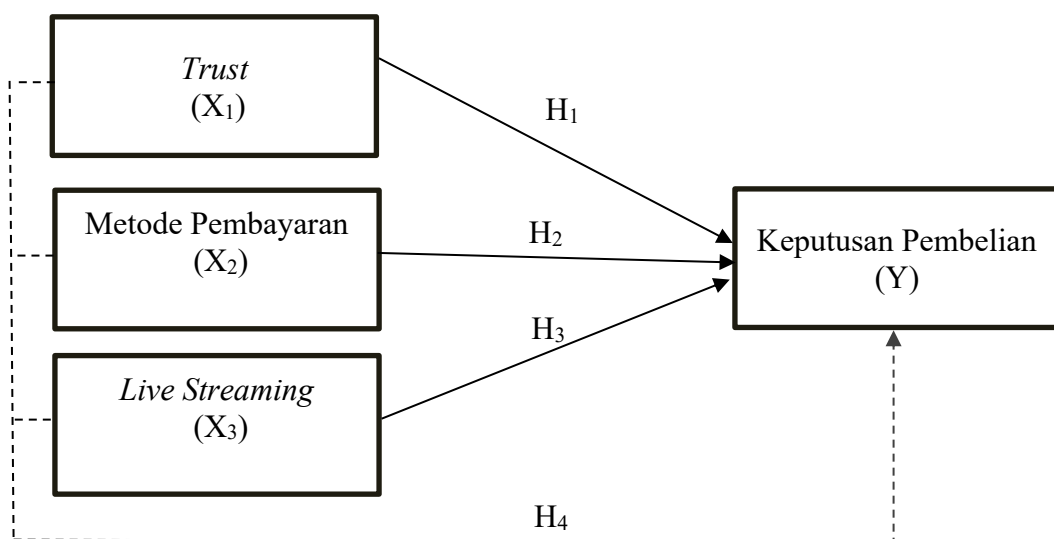 Trust
(X₁)
H₁
Metode Pembayaran
(X₂)
H₂
Keputusan Pembelian
(Y)
H₃
Live Streaming
(X₃)
H₄